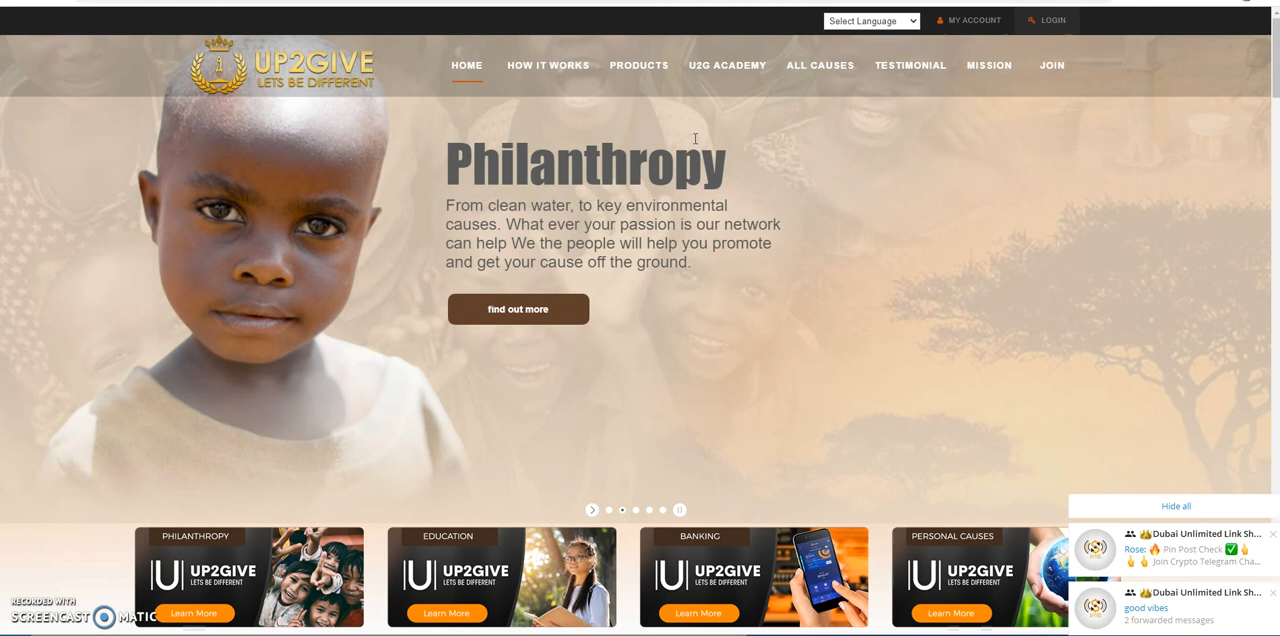 Select Language
MY ACCOUNT
LOGIN
UP2GIVE
LETS BE DIFFERENT
HOME
HOW IT WORKS
PRODUCTS
U2G ACADEMY
ALL CAUSES
TESTIMONIAL
MISSION
JOIN
Philanthropy
From clean water, to key environmental
causes. What ever your passion is our network
can help We the people will help you promote
and get your cause off the ground.
find out more
PHILANTHROPY
UP2GIVE
LETS BE DIFFERENT
Learn More
EDUCATION
UP2GIVE
LETS BE DIFFERENT
Learn More
BANKING
UP2GIVE
LETS BE DIFFERENT
Learn More
PERSONAL CAUSES
UP2GIVE
LETS BE DIFFERENT
Learn More
Hide all
👑Dubai Unlimited Link Sh...
Rose: 🔥 Pin Post Check ✅ 👆
👆 👆 Join Crypto Telegram Cha...
👑Dubai Unlimited Link Sh...
good vibes
2 forwarded messages
RECORDED WITH
SCREENCAST MATIC